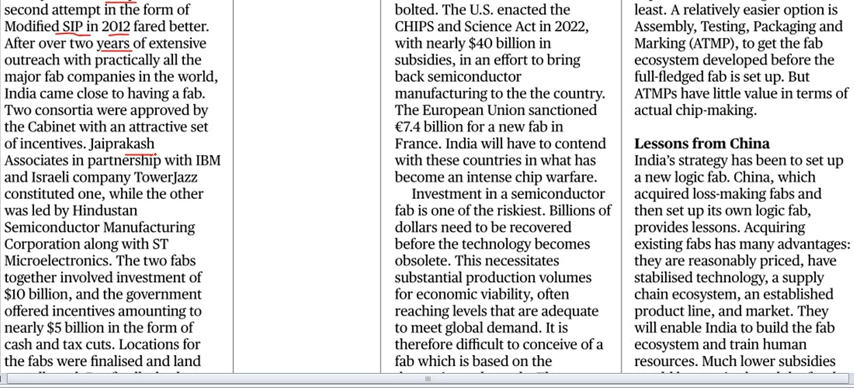 second attempt in the form of
Modified SIP in 2012 fared better.
After over two years of extensive
outreach with practically all the
major fab companies in the world,
India came close to having a fab.
Two consortia were approved by
the Cabinet with an attractive set
of incentives. Jaiprakash
Associates in partnership with IBM
and Israeli company TowerJazz
constituted one, while the other
was led by Hindustan
Semiconductor Manufacturing
Corporation along with ST
Microelectronics. The two fabs
together involved investment of
$10 billion, and the government
offered incentives amounting to
nearly $5 billion in the form of
cash and tax cuts. Locations for
the fabs were finalised and land
bolted. The U.S. enacted the
CHIPS and Science Act in 2022,
with nearly $40 billion in
subsidies, in an effort to bring
back semiconductor
manufacturing to the the country.
The European Union sanctioned
€7.4 billion for a new fab in
France. India will have to contend
with these countries in what has
become an intense chip warfare.
Investment in a semiconductor
fab is one of the riskiest. Billions of
dollars need to be recovered
before the technology becomes
obsolete. This necessitates
substantial production volumes
for economic viability, often
reaching levels that are adequate
to meet global demand. It is
therefore difficult to conceive of a
fab which is based on the
least. A relatively easier option is
Assembly, Testing, Packaging and
Marking (ATMP), to get the fab
ecosystem developed before the
full-fledged fab is set up. But
ATMPs have little value in terms of
actual chip-making.
Lessons from China
India's strategy has been to set up
a new logic fab. China, which
acquired loss-making fabs and
then set up its own logic fab,
provides lessons. Acquiring
existing fabs has many advantages:
they are reasonably priced, have
stabilised technology, a supply
chain ecosystem, an established
product line, and market. They
will enable India to build the fab
ecosystem and train human
resources. Much lower subsidies